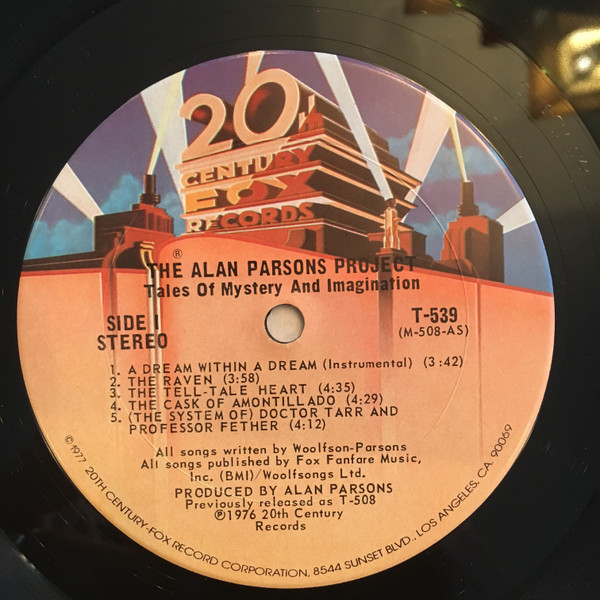 20th
CENTURY
FOX
RECORDS
®
THE ALAN PARSONS PROJECT
Tales Of Mystery And Imagination
SIDE I
STEREO
T-539
(M-508-AS)
1. A DREAM WITHIN A DREAM (Instrumental) (3:42)
2. THE RAVEN (3:58)
3. THE TELL-TALE HEART (4:35)
4. THE CASK OF AMONTILLADO (4:29)
5. (THE SYSTEM OF) DOCTOR TARR AND
PROFESSOR FETHER (4:12)
All songs written by Woolfson-Parsons
All songs published by Fox Fanfare Music,
Inc. (BMI)/Woolfsongs Ltd.
PRODUCED BY ALAN PARSONS
Previously released as T-508
℗1976 20th Century
Records
©1977 20TH CENTURY-FOX RECORD CORPORATION, 8544 SUNSET BLVD., LOS ANGELES, CA. 90069